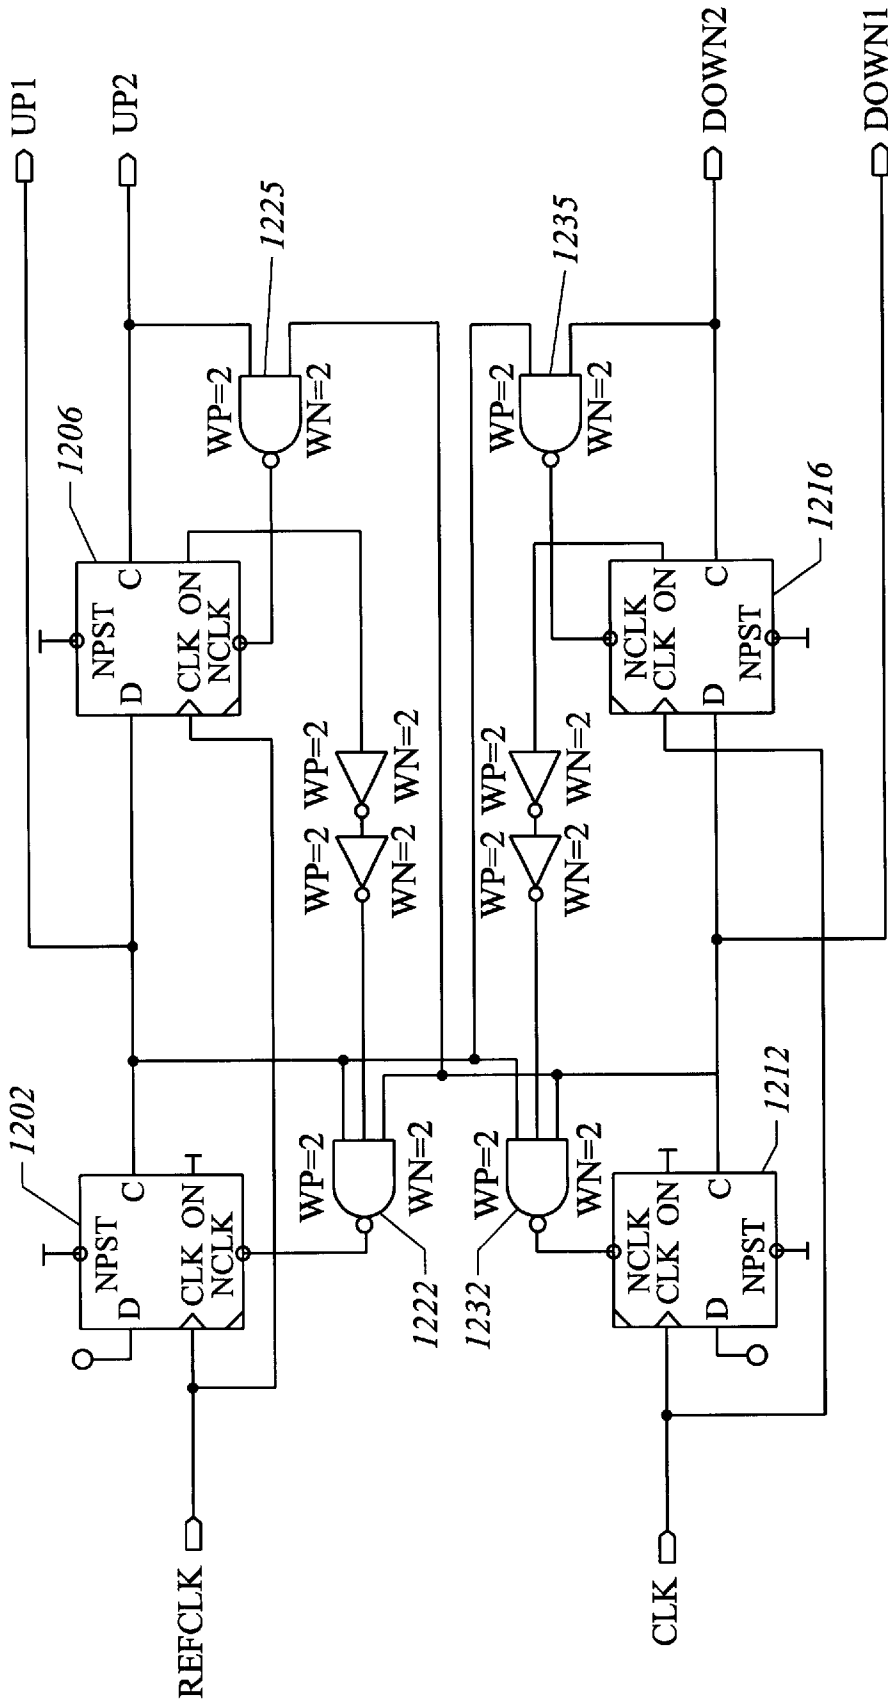 UP1
UP2
DOWN2
DOWN1
1206
1225
1235
1216
NPST
D
C
CLK ON
NCLK
WP=2
WN=2
WP=2
WN=2
NCLK
CLK ON
D
C
NPST
WP=2
WN=2
WP=2
WN=2
WP=2
WN=2
WP=2
WN=2
1202
1222
1232
1212
NPST
D
C
CLK ON
NCLK
WP=2
WN=2
WP=2
WN=2
NCLK
CLK ON
D
C
NPST
REFCLK
CLK